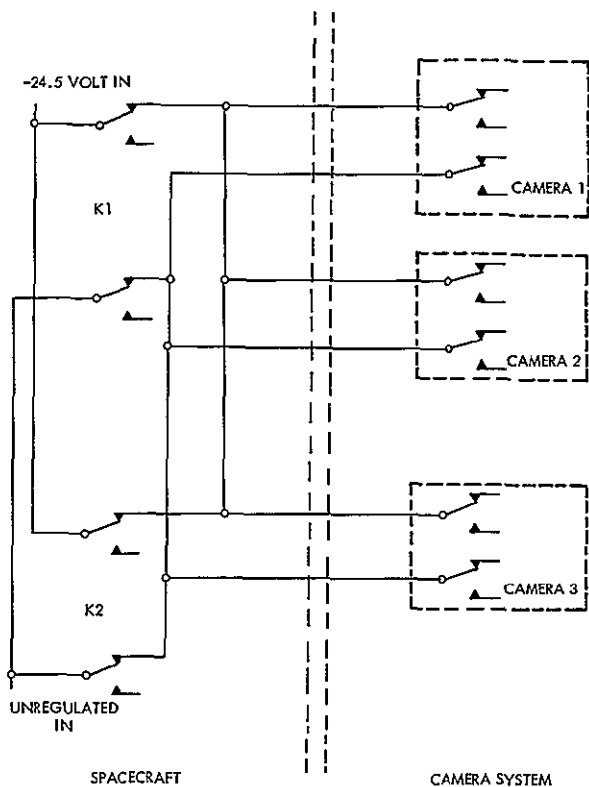 -24.5 VOLT IN
K1
CAMERA 1
CAMERA 2
K2
CAMERA 3
UNREGULATED
IN
SPACECRAFT
CAMERA SYSTEM